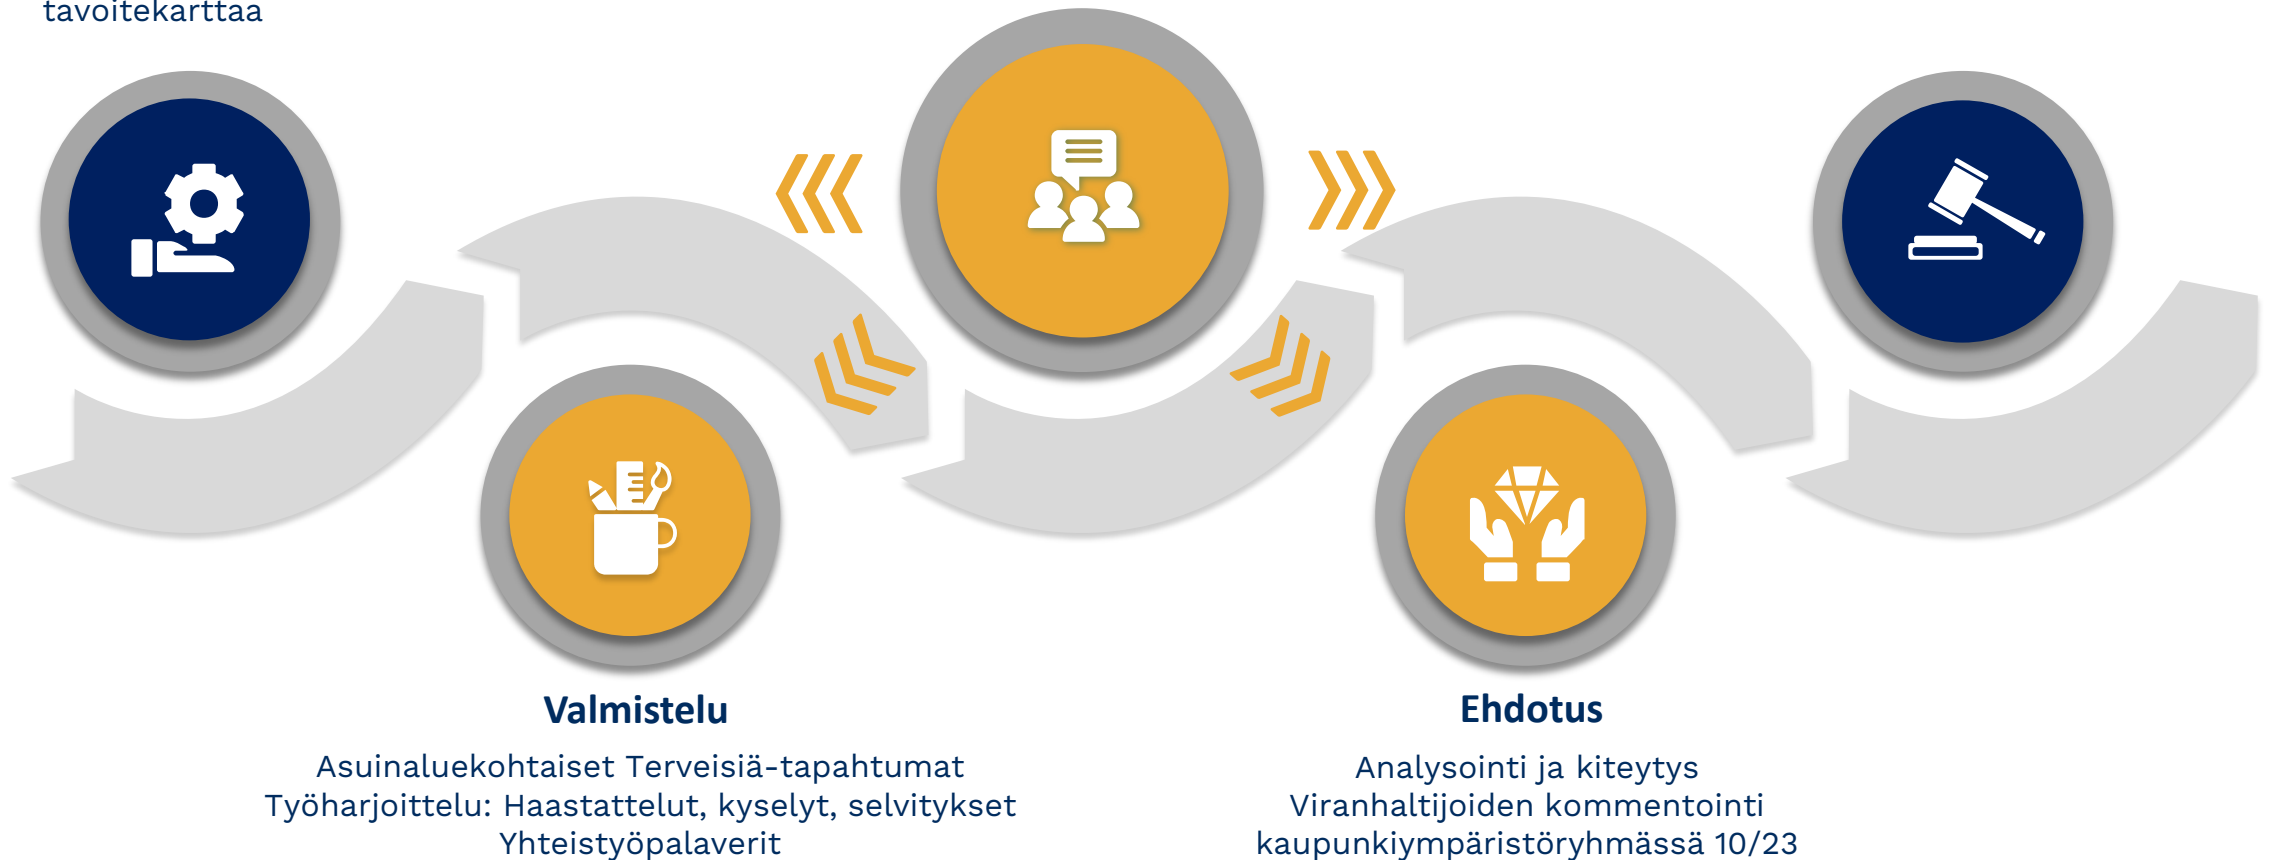 tavoitekarttaa
Valmistelu
Asuinaluekohtaiset Terveisiä-tapahtumat
Työharjoittelu: Haastattelut, kyselyt, selvitykset
Yhteistyöpalaverit
Ehdotus
Analysointi ja kiteytys
Viranhaltijoiden kommentointi
kaupunkiympäristöryhmässä 10/23